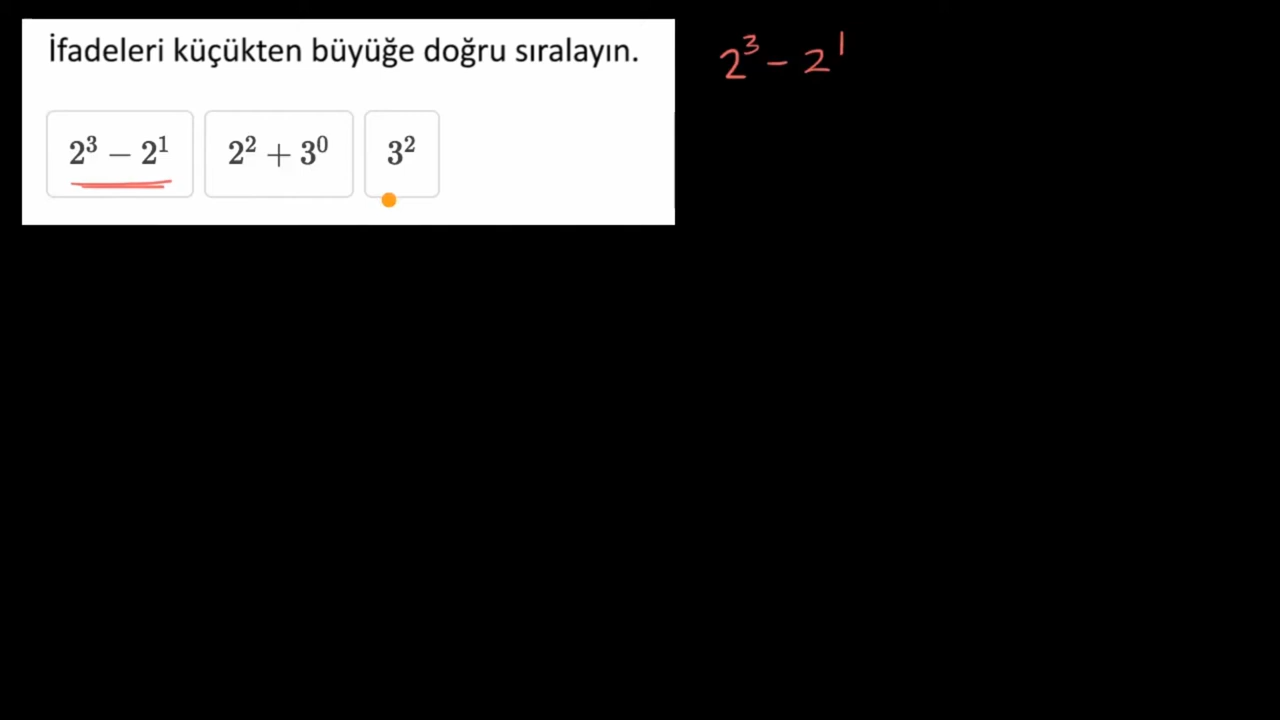 İfadeleri küçükten büyüğe doğru sıralayın.
2³ − 2¹
2² + 3⁰
3²
2³ − 2¹